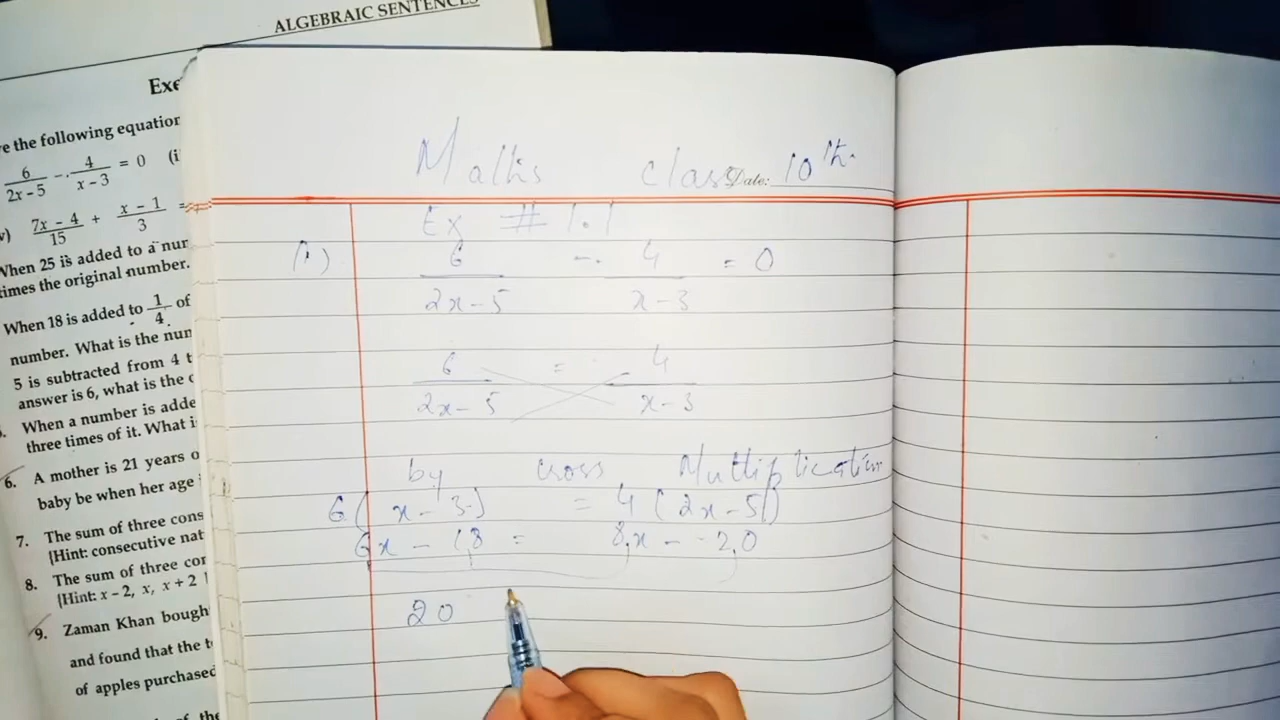 ALGEBRAIC SENTENCES
Exe
re the following equation
6/(2x-5) - 4/(x-3) = 0 (i
v) (7x-4)/15 + (x-1)/3 =
When 25 is added to a nur
times the original number.
When 18 is added to 1/4 of
number. What is the nun
5 is subtracted from 4 t
answer is 6, what is the c
When a number is adde
three times of it. What i
6. A mother is 21 years o
baby be when her age i
7. The sum of three cons
[Hint: consecutive nat
8. The sum of three cor
[Hint: x-2, x, x+2
9. Zaman Khan bough
and found that the t
of apples purchased
the
Maths Class Date: 10th.
Ex # 1.1
(i) 6/(2x-5) - 4/(x-3) = 0
6/(2x-5) = 4/(x-3)
by cross Multiplication
6(x-3) = 4(2x-5)
6x - 18 = 8x - 20
20